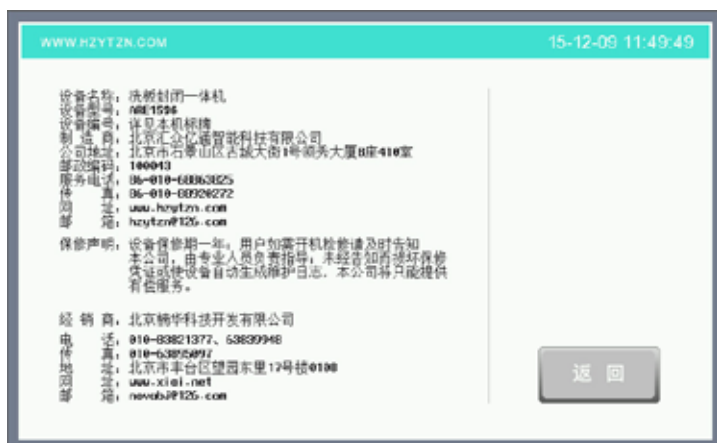 WWW.HZYTZN.COM
15-12-09 11:49:49
设备名称：洗板封闭一体机
设备型号：ABE1596
设备编号：详见本机标牌
制 造 商：北京汇众亿通智能科技有限公司
公司地址：北京市石景山区古城大街1号领秀大厦B座410室
邮政编码：100043
服务电话：86-010-68863825
传 真：86-010-88920272
网 址：www.hzytzn.com
邮 箱：hzytzn@126.com
保修声明：设备保修期一年，用户如需开机检修请及时告知
本公司，由专业人员负责指导，未经告知而损坏保修
凭证或使设备自动生成维护日志，本公司将只能提供
有偿服务。
经 销 商：北京楠华科技开发有限公司
电 话：010-83821377、63839948
传 真：010-63895097
地 址：北京市丰台区望园东里17号楼0108
网 址：www.xiqi.net
邮 箱：novobj@126.com
返 回